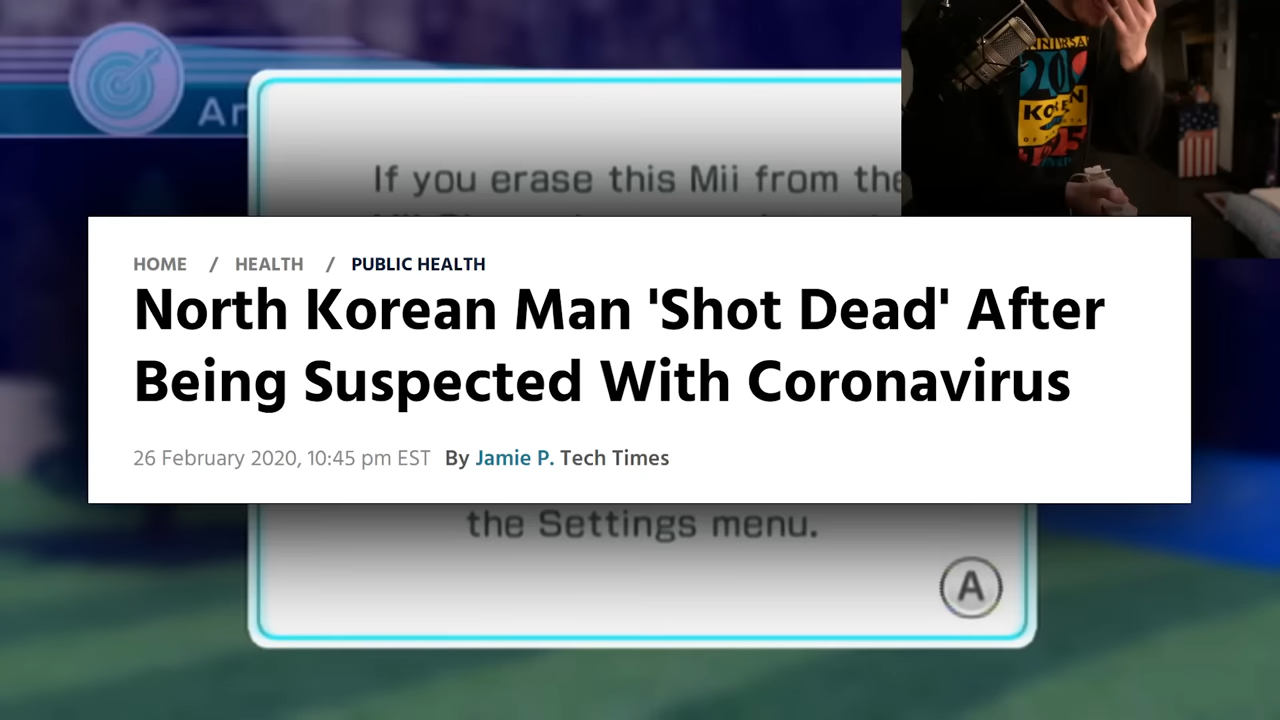 Ar
If you erase this Mii from the
HOME / HEALTH / PUBLIC HEALTH
North Korean Man 'Shot Dead' After
Being Suspected With Coronavirus
26 February 2020, 10:45 pm EST By Jamie P. Tech Times
the Settings menu.
A